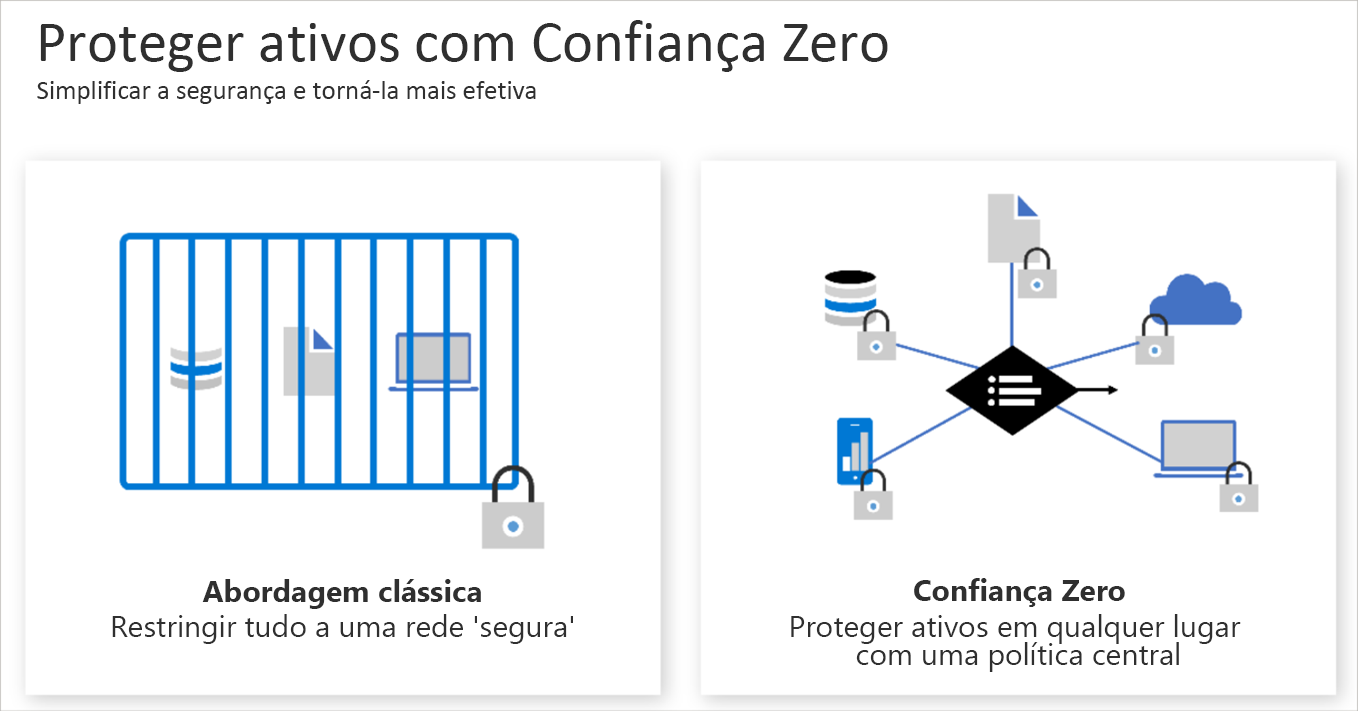 Proteger ativos com Confiança Zero
Simplificar a segurança e torná-la mais efetiva
Abordagem clássica
Restringir tudo a uma rede 'segura'
Confiança Zero
Proteger ativos em qualquer lugar
com uma política central